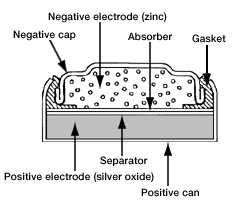 Negative electrode (zinc)
Negative cap
Absorber
Gasket
Separator
Positive electrode (silver oxide)
Positive can